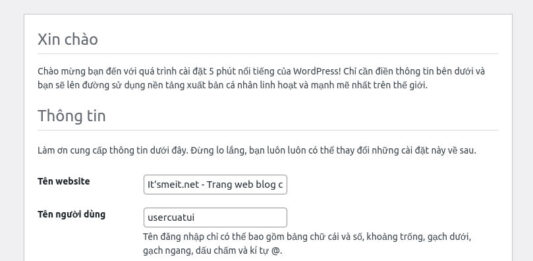 Xin chào
Chào mừng bạn đến với quá trình cài đặt 5 phút nổi tiếng của WordPress! Chỉ cần điền thông tin bên dưới và
bạn sẽ lên đường sử dụng nền tảng xuất bản cá nhân linh hoạt và mạnh mẽ nhất trên thế giới.
Thông tin
Làm ơn cung cấp thông tin dưới đây. Đừng lo lắng, bạn luôn luôn có thể thay đổi những cài đặt này về sau.
Tên website
It'smeit.net - Trang web blog c
Tên người dùng
usercuatui
Tên đăng nhập chỉ có thể bao gồm bảng chữ cái và số, khoảng trống, gạch dưới,
gạch ngang, dấu chấm và kí tự @.